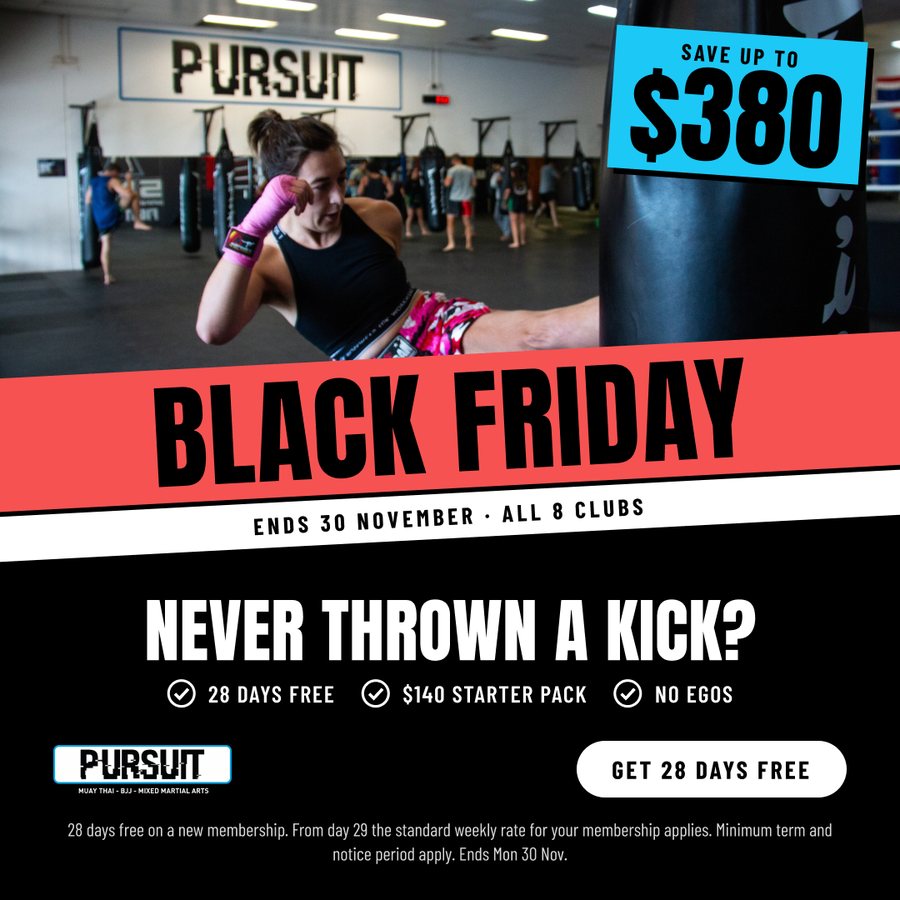 PURSUIT
SAVE UP TO
$380
BLACK FRIDAY
ENDS 30 NOVEMBER · ALL 8 CLUBS
NEVER THROWN A KICK?
28 DAYS FREE
$140 STARTER PACK
NO EGOS
PURSUIT
MUAY THAI - BJJ - MIXED MARTIAL ARTS
GET 28 DAYS FREE
28 days free on a new membership. From day 29 the standard weekly rate for your membership applies. Minimum term and
notice period apply. Ends Mon 30 Nov.